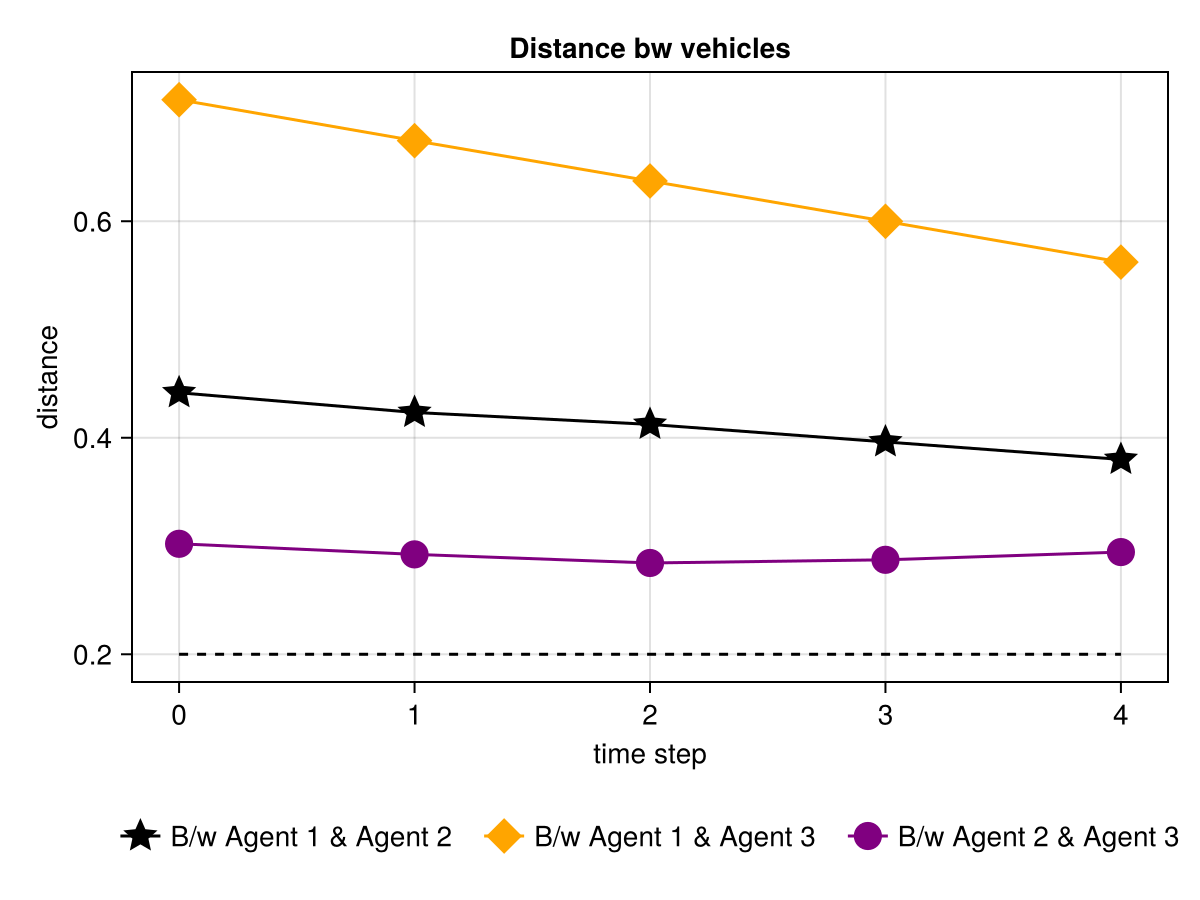 Distance bw vehicles
0.6
0.4
0.2
distance
0 1 2 3 4
time step
B/w Agent 1 & Agent 2 B/w Agent 1 & Agent 3 B/w Agent 2 & Agent 3